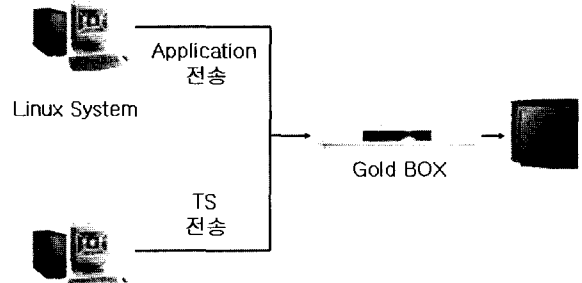 Application
전송
Linux System
Gold BOX
TS
전송